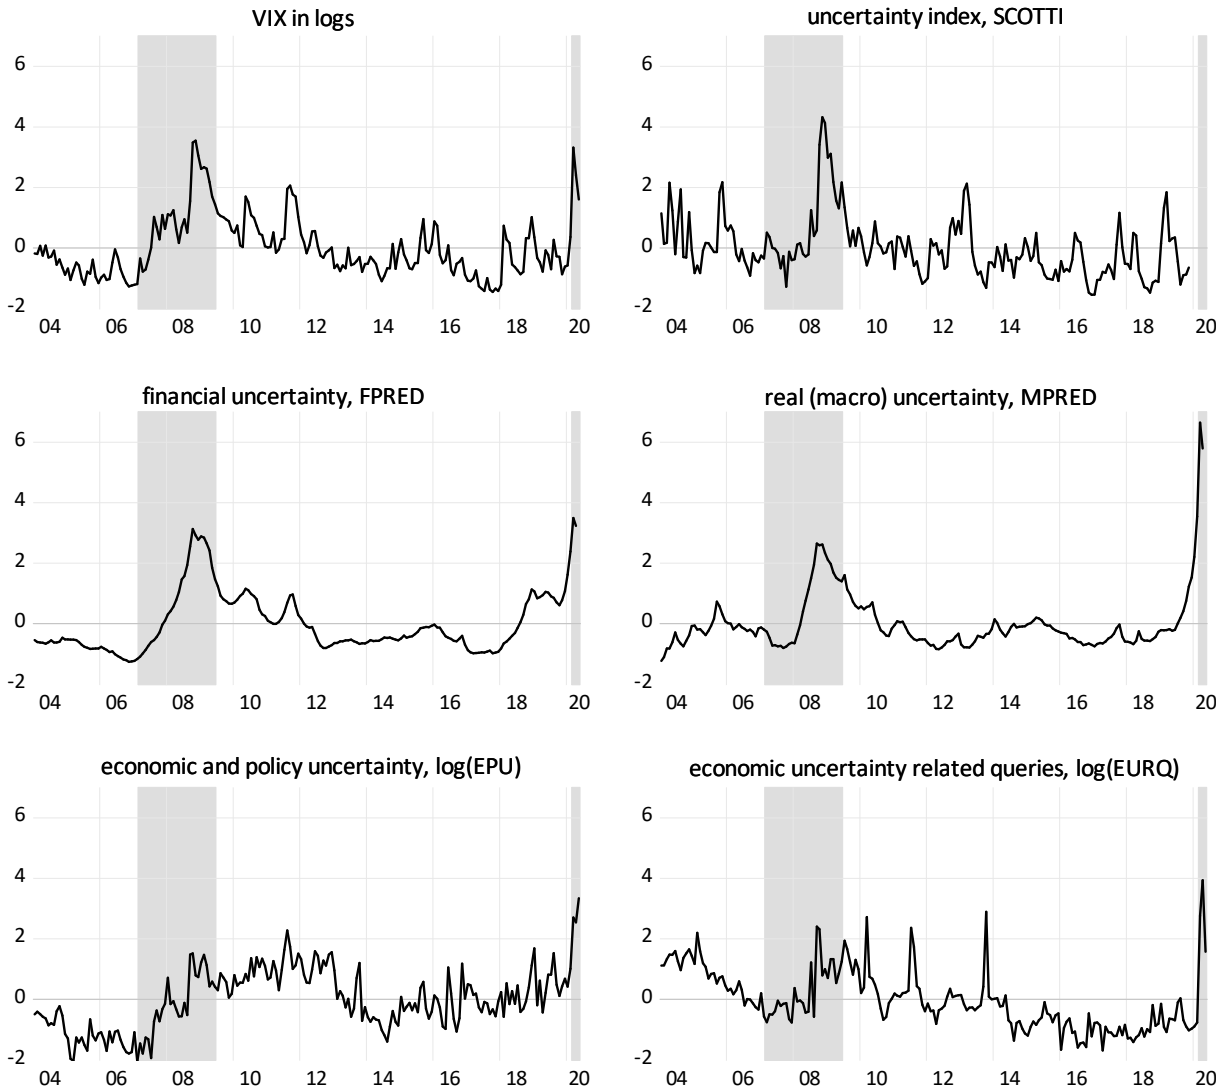 VIX in logs
uncertainty index, SCOTTI
6
4
2
0
-2
04 06 08 10 12 14 16 18 20
6
4
2
0
-2
04 06 08 10 12 14 16 18 20
financial uncertainty, FPRED
real (macro) uncertainty, MPRED
6
4
2
0
-2
04 06 08 10 12 14 16 18 20
6
4
2
0
-2
04 06 08 10 12 14 16 18 20
economic and policy uncertainty, log(EPU)
economic uncertainty related queries, log(EURQ)
6
4
2
0
-2
04 06 08 10 12 14 16 18 20
6
4
2
0
-2
04 06 08 10 12 14 16 18 20